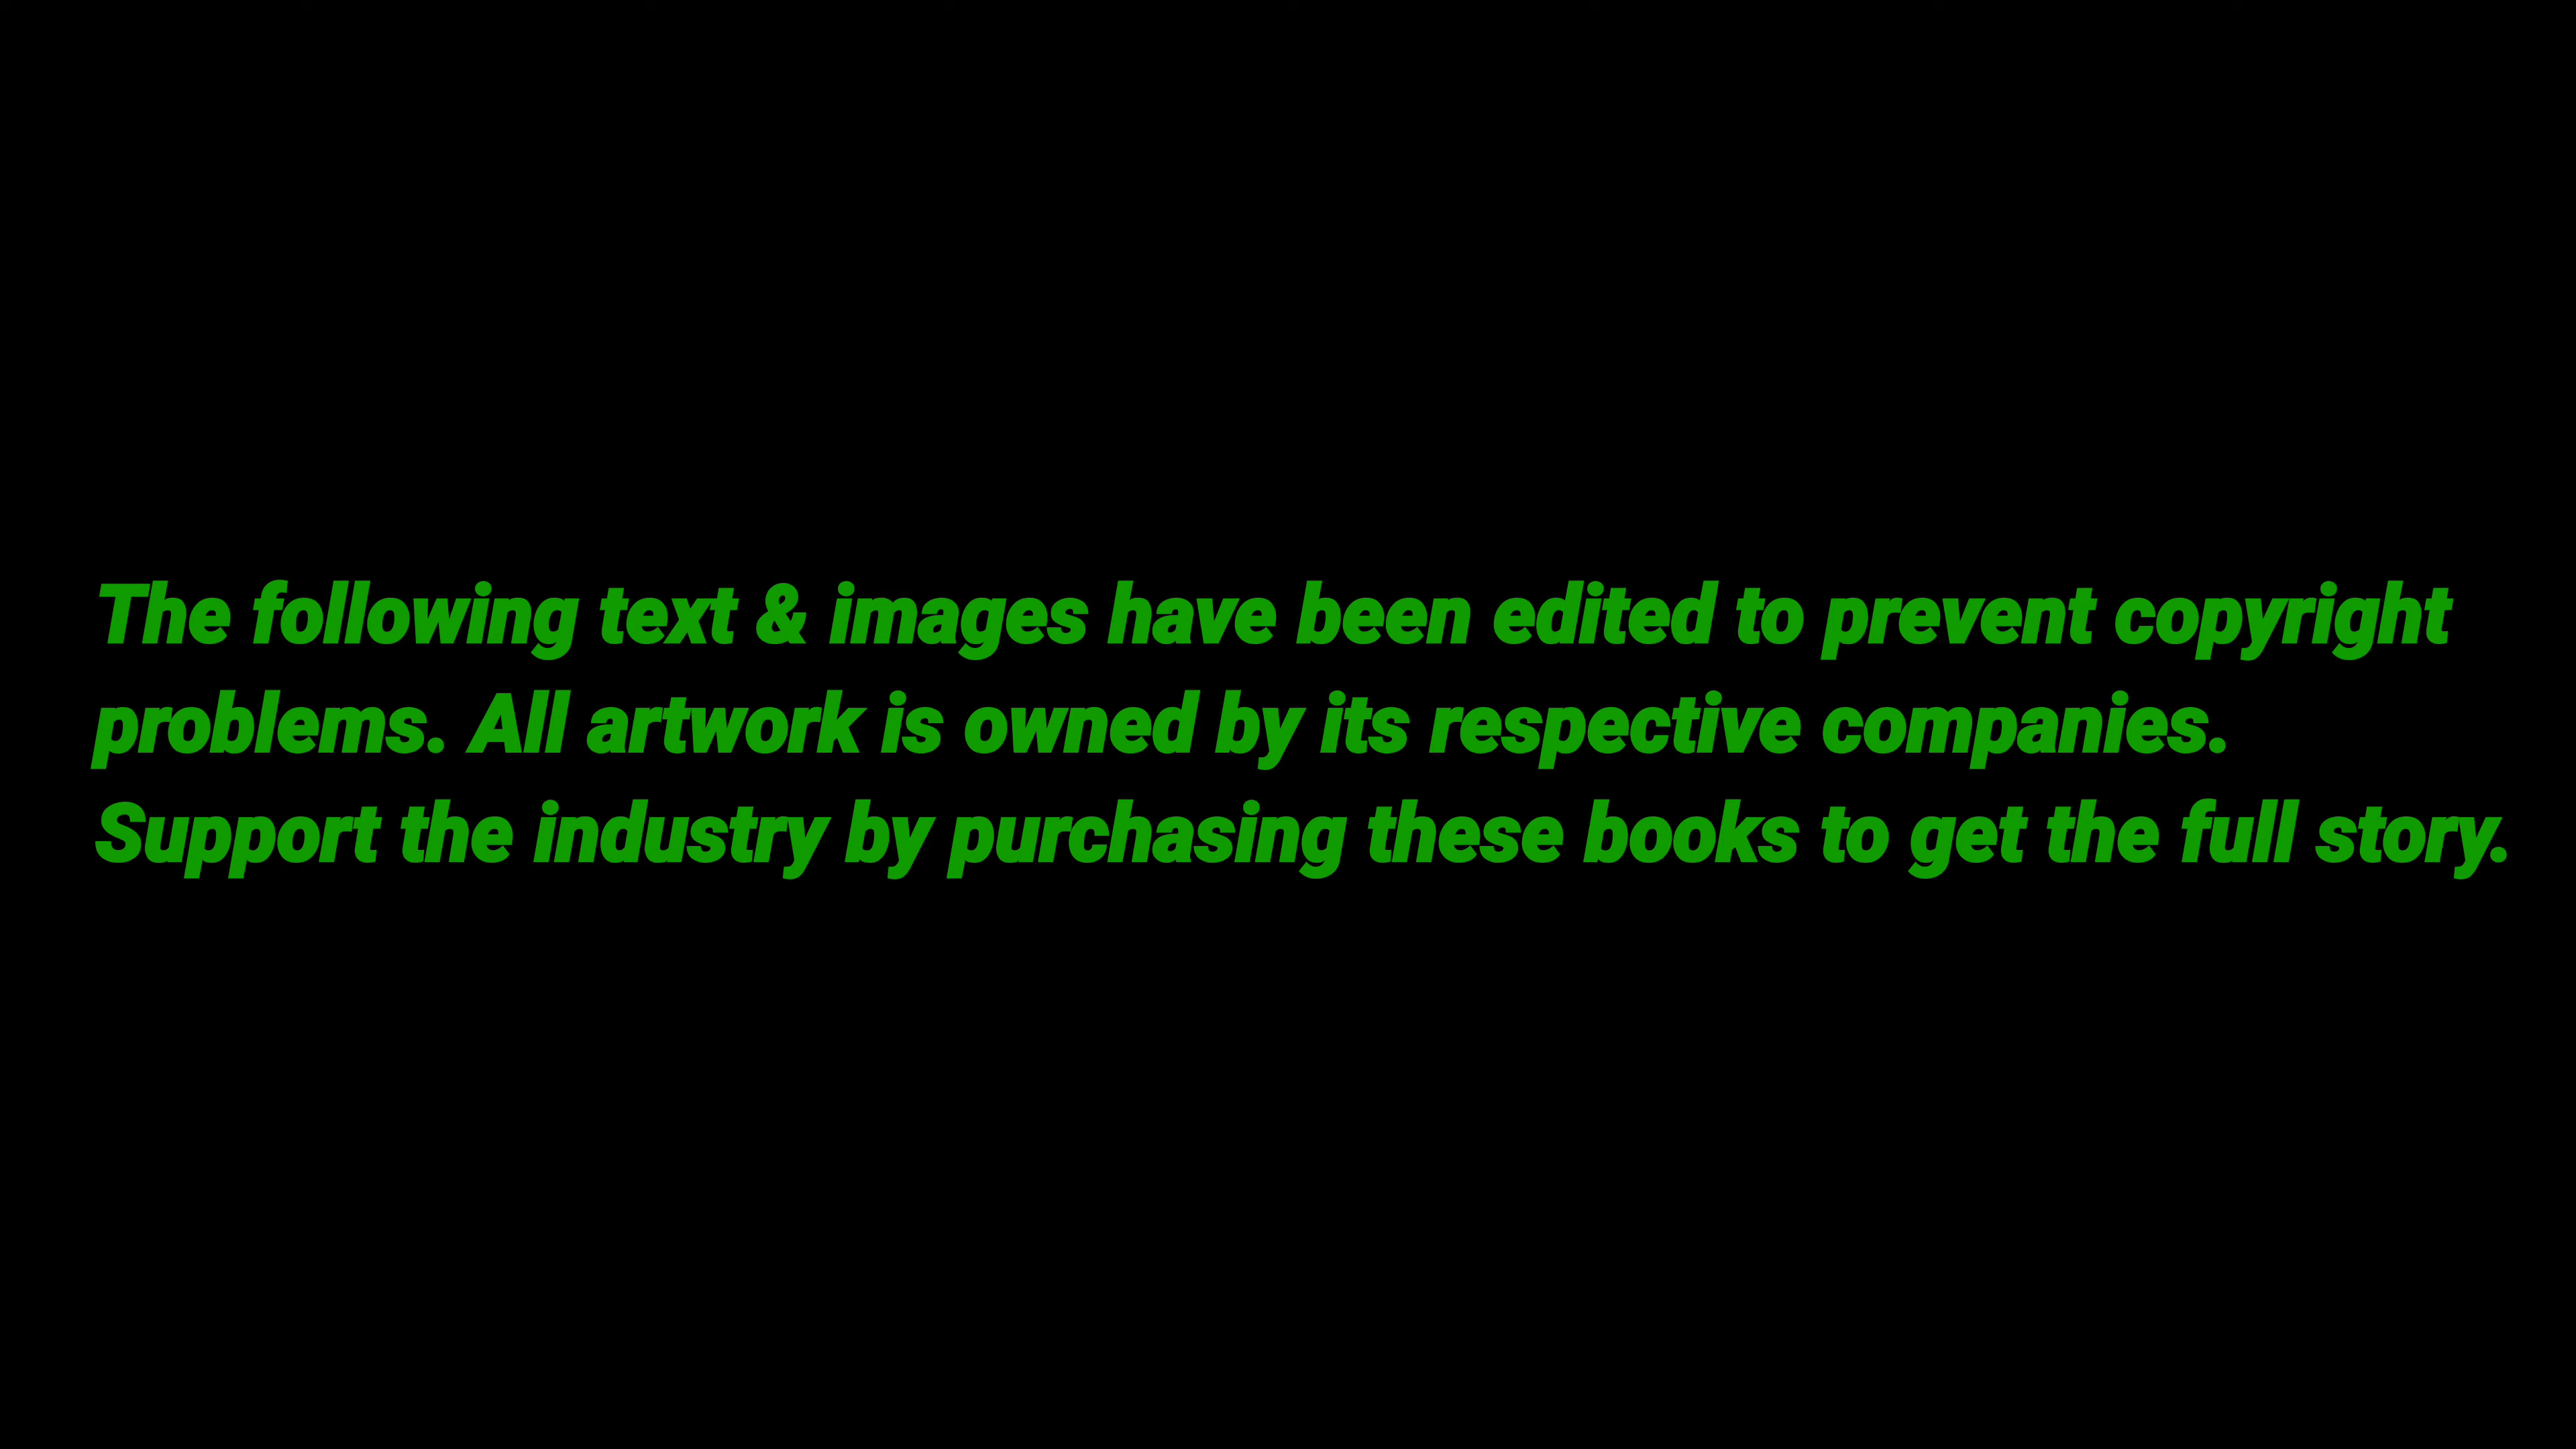 The following text & images have been edited to prevent copyright
problems. All artwork is owned by its respective companies.
Support the industry by purchasing these books to get the full story.